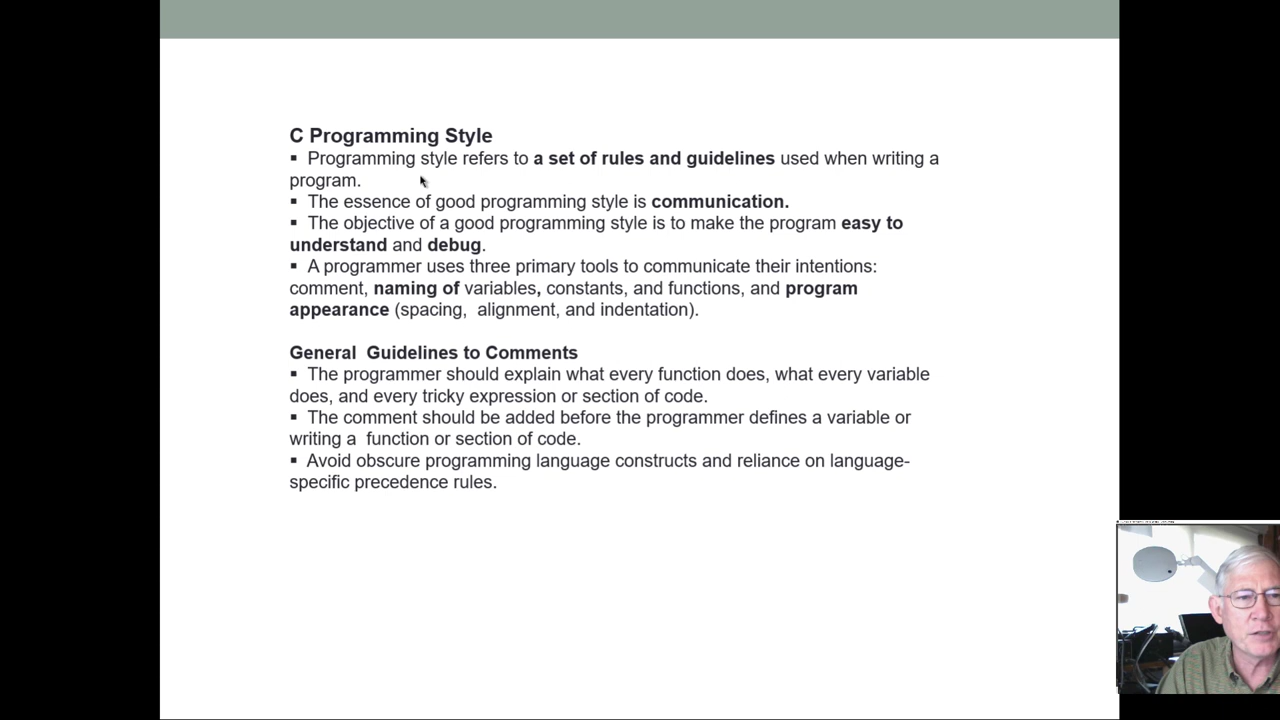 C Programming Style
▪ Programming style refers to a set of rules and guidelines used when writing a
program.
▪ The essence of good programming style is communication.
▪ The objective of a good programming style is to make the program easy to
understand and debug.
▪ A programmer uses three primary tools to communicate their intentions:
comment, naming of variables, constants, and functions, and program
appearance (spacing,  alignment, and indentation).
General  Guidelines to Comments
▪ The programmer should explain what every function does, what every variable
does, and every tricky expression or section of code.
▪ The comment should be added before the programmer defines a variable or
writing a  function or section of code.
▪ Avoid obscure programming language constructs and reliance on language-
specific precedence rules.